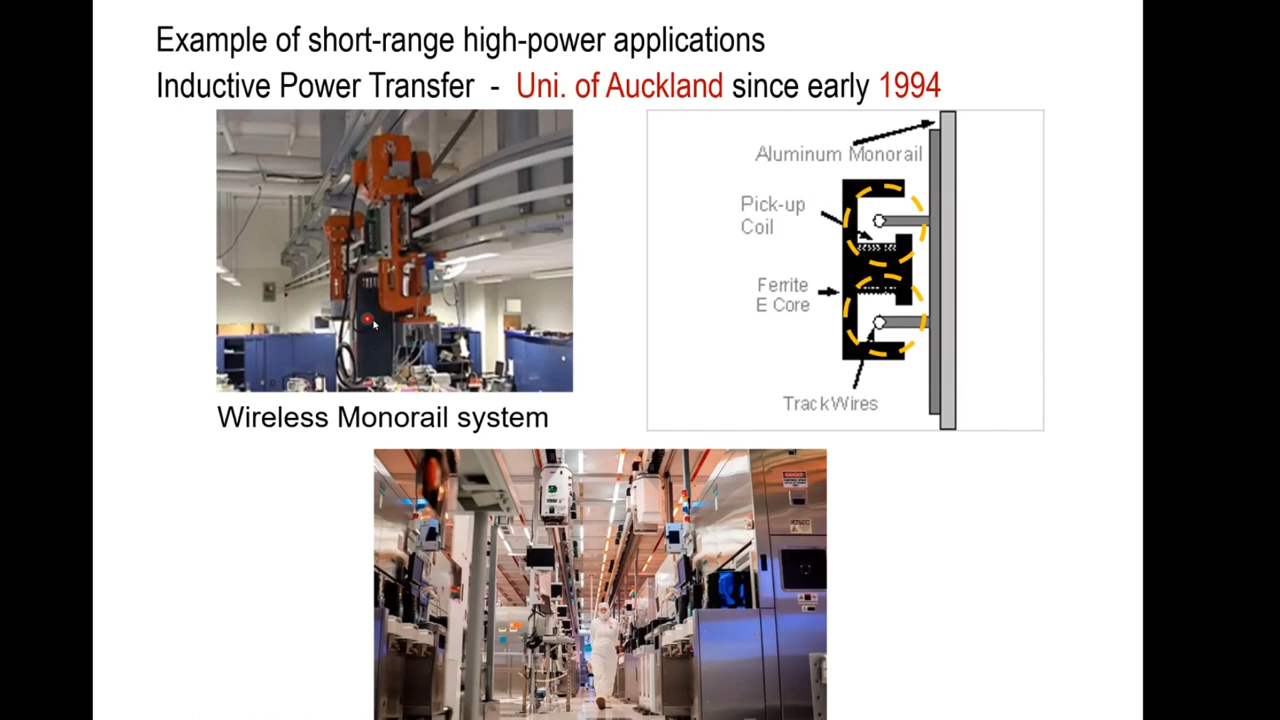 Example of short-range high-power applications
Inductive Power Transfer - Uni. of Auckland since early 1994
Aluminum Monorail
Pick-up
Coil
Ferrite
E Core
Track Wires
Wireless Monorail system
DANGER